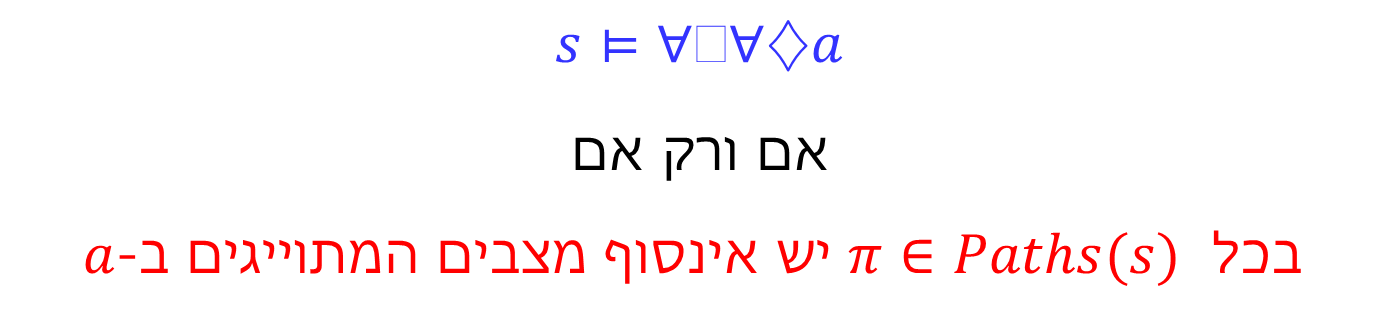 s ⊨ ∀□∀◇a
אם ורק אם
בכל π ∈ Paths(s) יש אינסוף מצבים המתוייגים ב-a